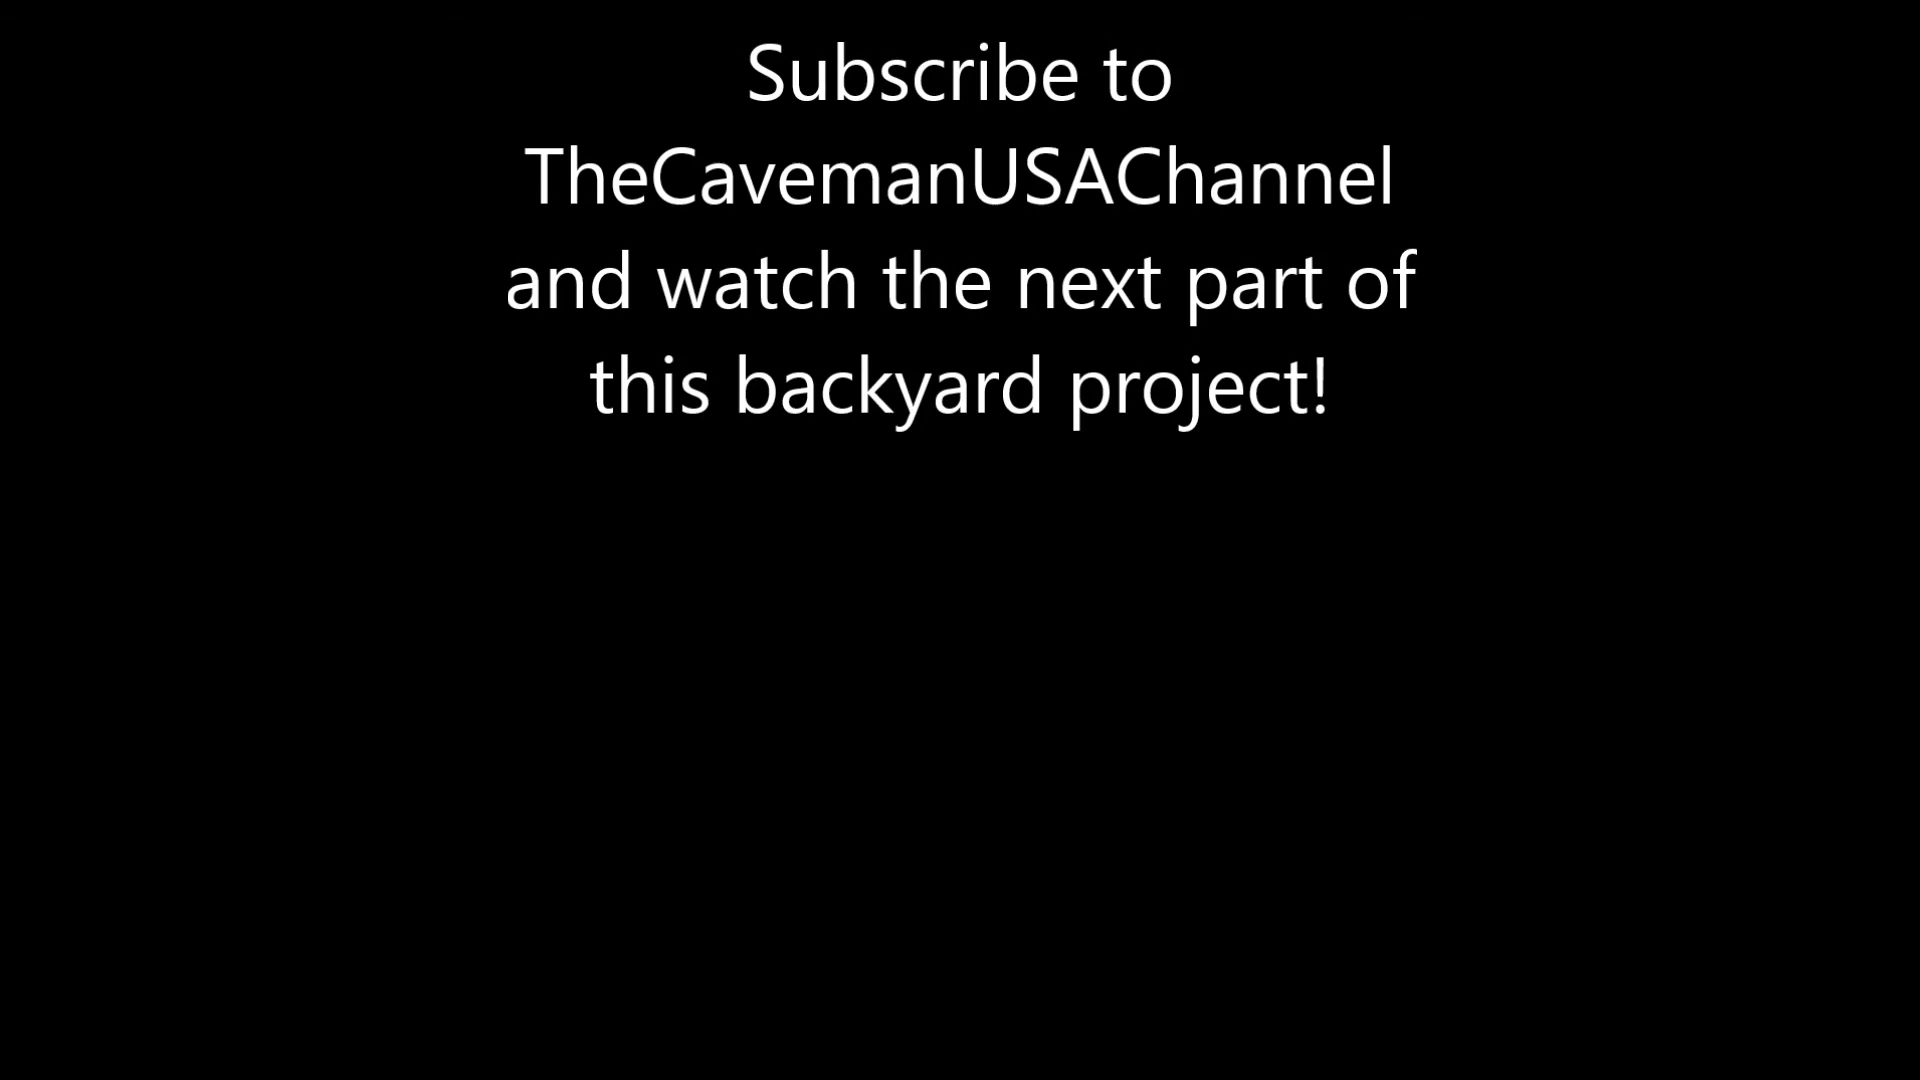 Subscribe to
TheCavemanUSAChannel
and watch the next part of
this backyard project!